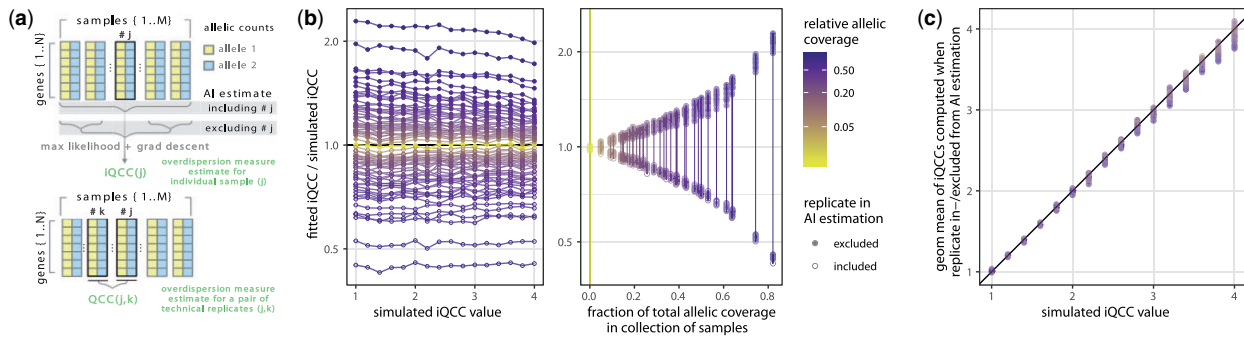 (a)
samples { 1..M}
# j
genes { 1..N}
allelic counts
allele 1
allele 2
AI estimate
including # j
excluding # j
max likelihood + grad descent
iQCC(j)
overdispersion measure
estimate for
individual sample (j)
samples { 1..M}
# k
# j
genes { 1..N}
QCC(j,k)
overdispersion measure
estimate for a pair of
technical replicates (j,k)
(b)
fitted iQCC / simulated iQCC
2.0
1.0
0.5
1
2
3
4
simulated iQCC value
2.0
1.0
0.5
0.0
0.2
0.4
0.6
0.8
fraction of total allelic coverage
in collection of samples
relative allelic
coverage
0.50
0.20
0.05
replicate in
AI estimation
excluded
included
(c)
geom mean of iQCCs computed when
replicate in−/excluded from AI estimation
4
3
2
1
1
2
3
4
simulated iQCC value